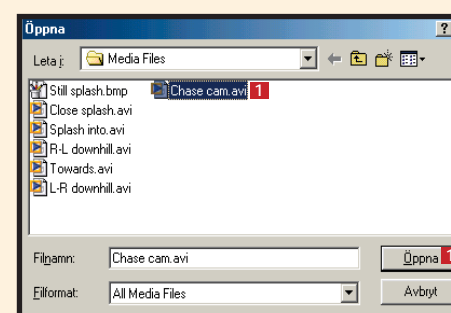 Öppna
Leta i: Media Files
Still splash.bmp
Close splash.avi
Splash into.avi
R-L downhill.avi
Towards.avi
L-R downhill.avi
Chase cam.avi 1
Filnamn: Chase cam.avi Öppna 1
Filformat: All Media Files Avbryt